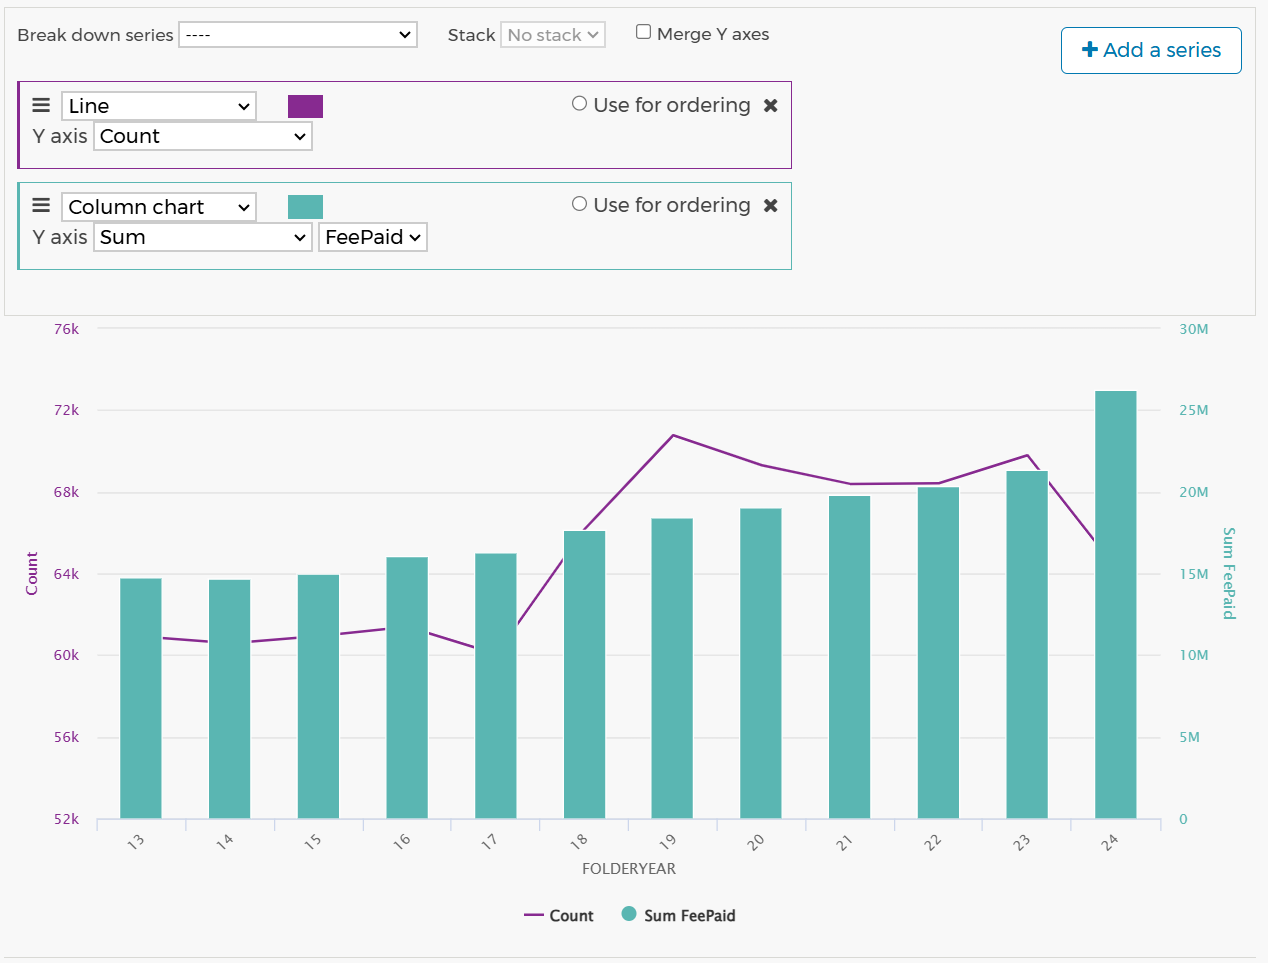 Break down series ---- Stack No stack Merge Y axes
+ Add a series
Line Use for ordering ✖
Y axis Count
Column chart Use for ordering ✖
Y axis Sum FeePaid
76k 30M
72k 25M
68k 20M
64k 15M
60k 10M
56k 5M
52k 0
Count
Sum FeePaid
13 14 15 16 17 18 19 20 21 22 23 24
FOLDERYEAR
Count Sum FeePaid